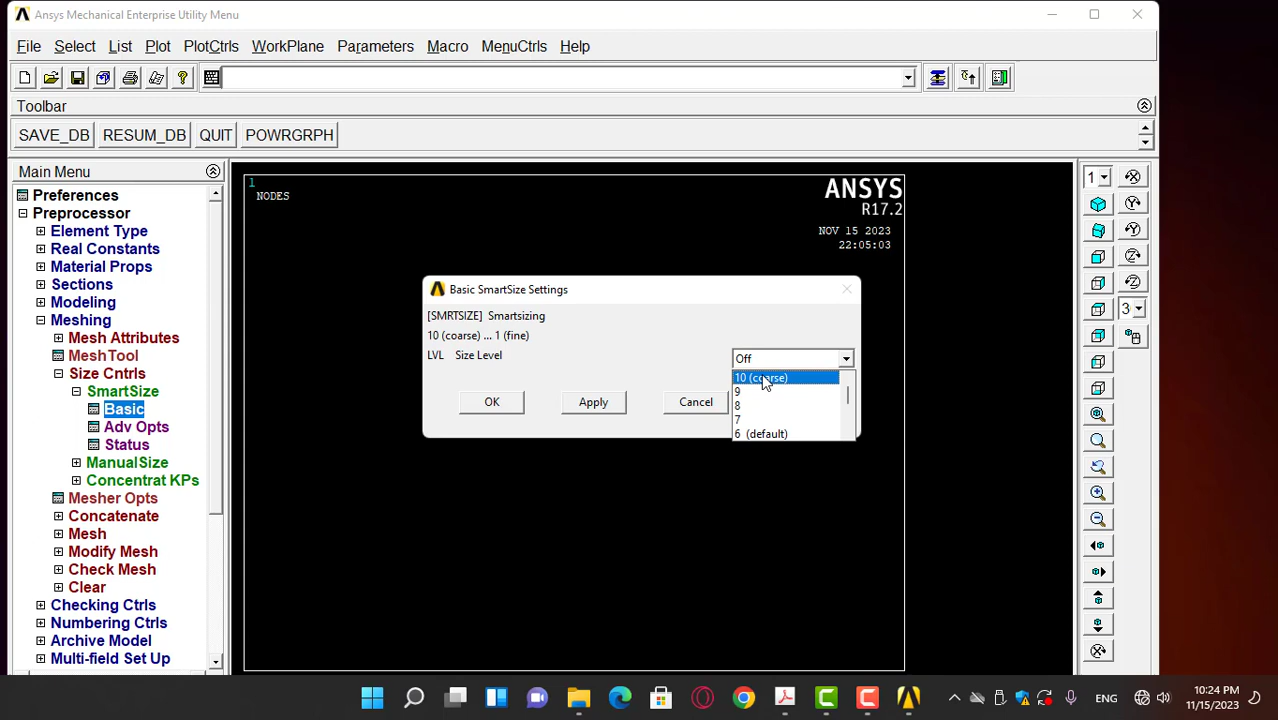 Ansys Mechanical Enterprise Utility Menu
File Select List Plot PlotCtrls WorkPlane Parameters Macro MenuCtrls Help
Toolbar
SAVE_DB RESUM_DB QUIT POWRGRPH
Main Menu
Preferences
Preprocessor
Element Type
Real Constants
Material Props
Sections
Modeling
Meshing
Mesh Attributes
MeshTool
Size Cntrls
SmartSize
Basic
Adv Opts
Status
ManualSize
Concentrat KPs
Mesher Opts
Concatenate
Mesh
Modify Mesh
Check Mesh
Clear
Checking Ctrls
Numbering Ctrls
Archive Model
Multi-field Set Up
1
NODES
ANSYS
R17.2
NOV 15 2023
22:05:03
Basic SmartSize Settings
[SMRTSIZE] Smartsizing
10 (coarse) ... 1 (fine)
LVL Size Level
Off
10 (coarse)
9
8
7
6 (default)
OK Apply Cancel
1
3
ENG
10:24 PM
11/15/2023